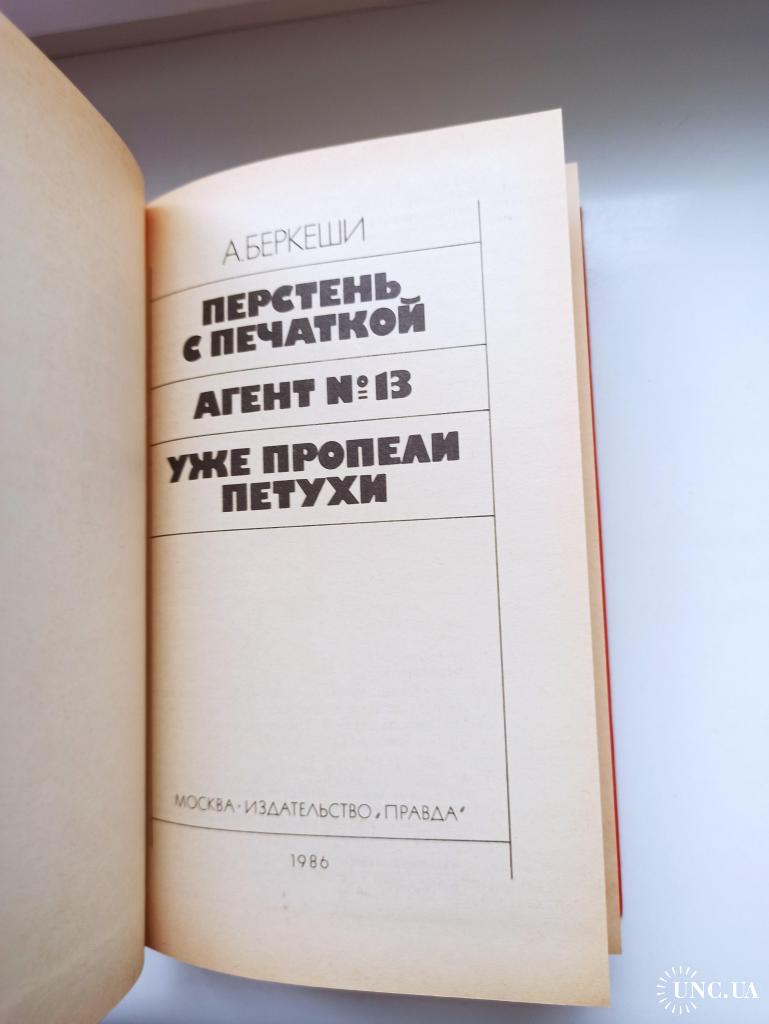 А. БЕРКЕШИ
ПЕРСТЕНЬ
С ПЕЧАТКОЙ
АГЕНТ №13
УЖЕ ПРОПЕЛИ
ПЕТУХИ
МОСКВА · ИЗДАТЕЛЬСТВО „ПРАВДА“
1986
UNC.UA